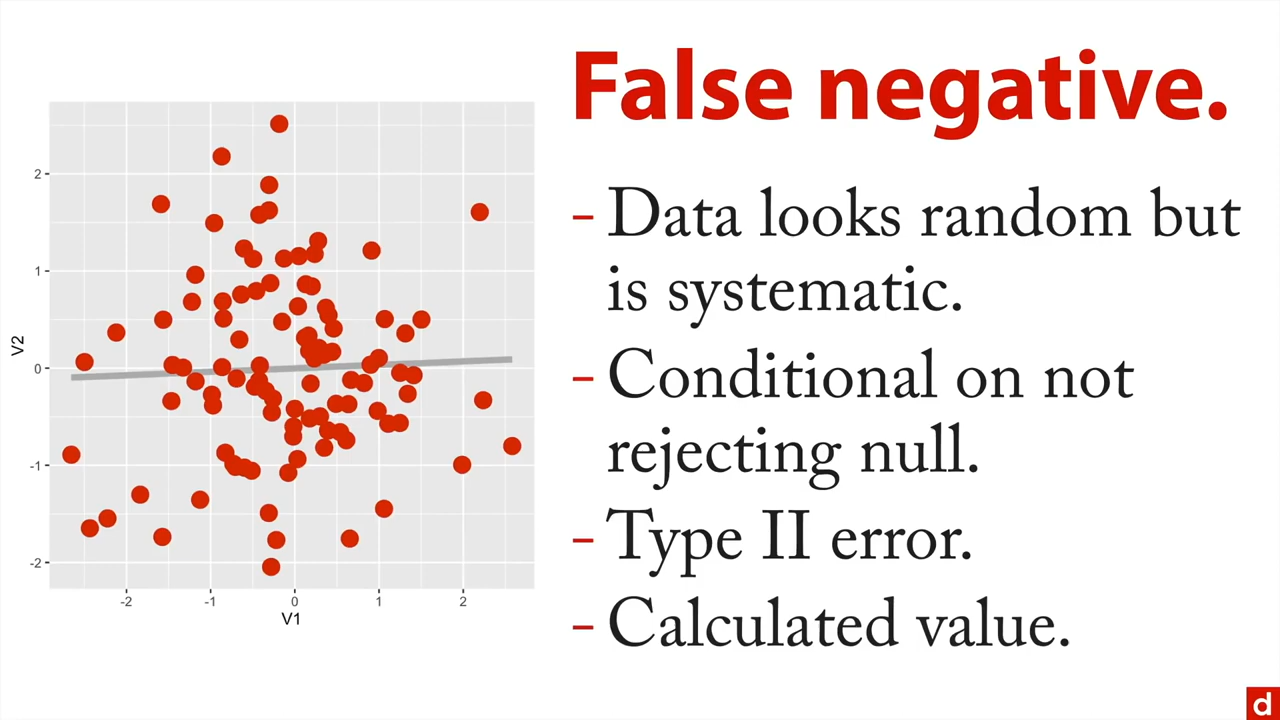 False negative.
- Data looks random but
is systematic.
- Conditional on not
rejecting null.
- Type II error.
- Calculated value.
V2
2
1
0
-1
-2
-2 -1 0 1 2
V1
d